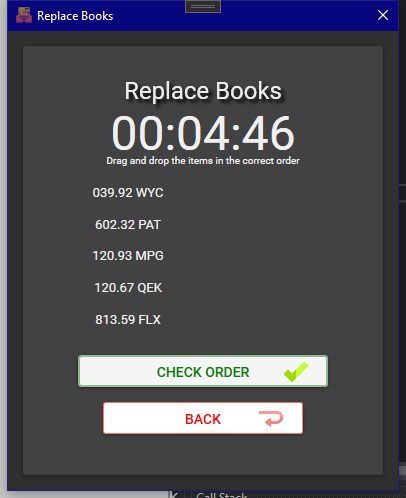 Replace Books
Replace Books
00:04:46
Drag and drop the items in the correct order
039.92 WYC
602.32 PAT
120.93 MPG
120.67 QEK
813.59 FLX
CHECK ORDER
BACK
Call Stack